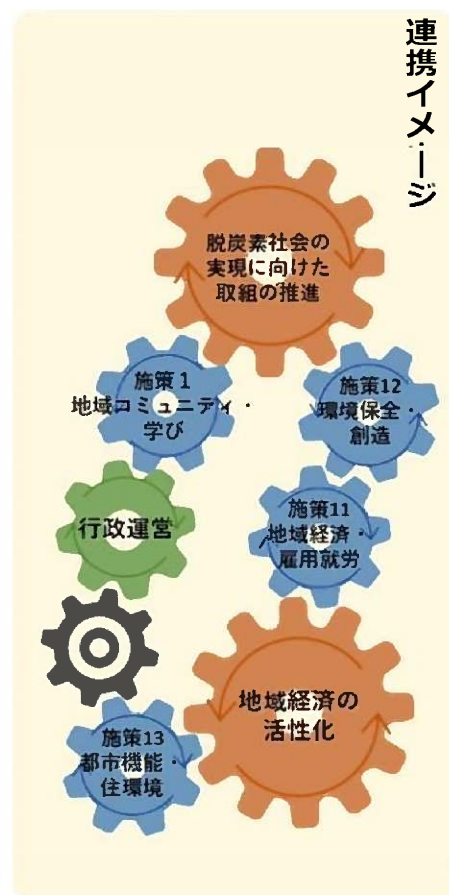 連携イメージ
脱炭素社会の
実現に向けた
取組の推進
施策1
地域コミュニティ・
学び
施策12
環境保全・
創造
行政運営
施策11
地域経済・
雇用就労
地域経済の
活性化
施策13
都市機能・
住環境